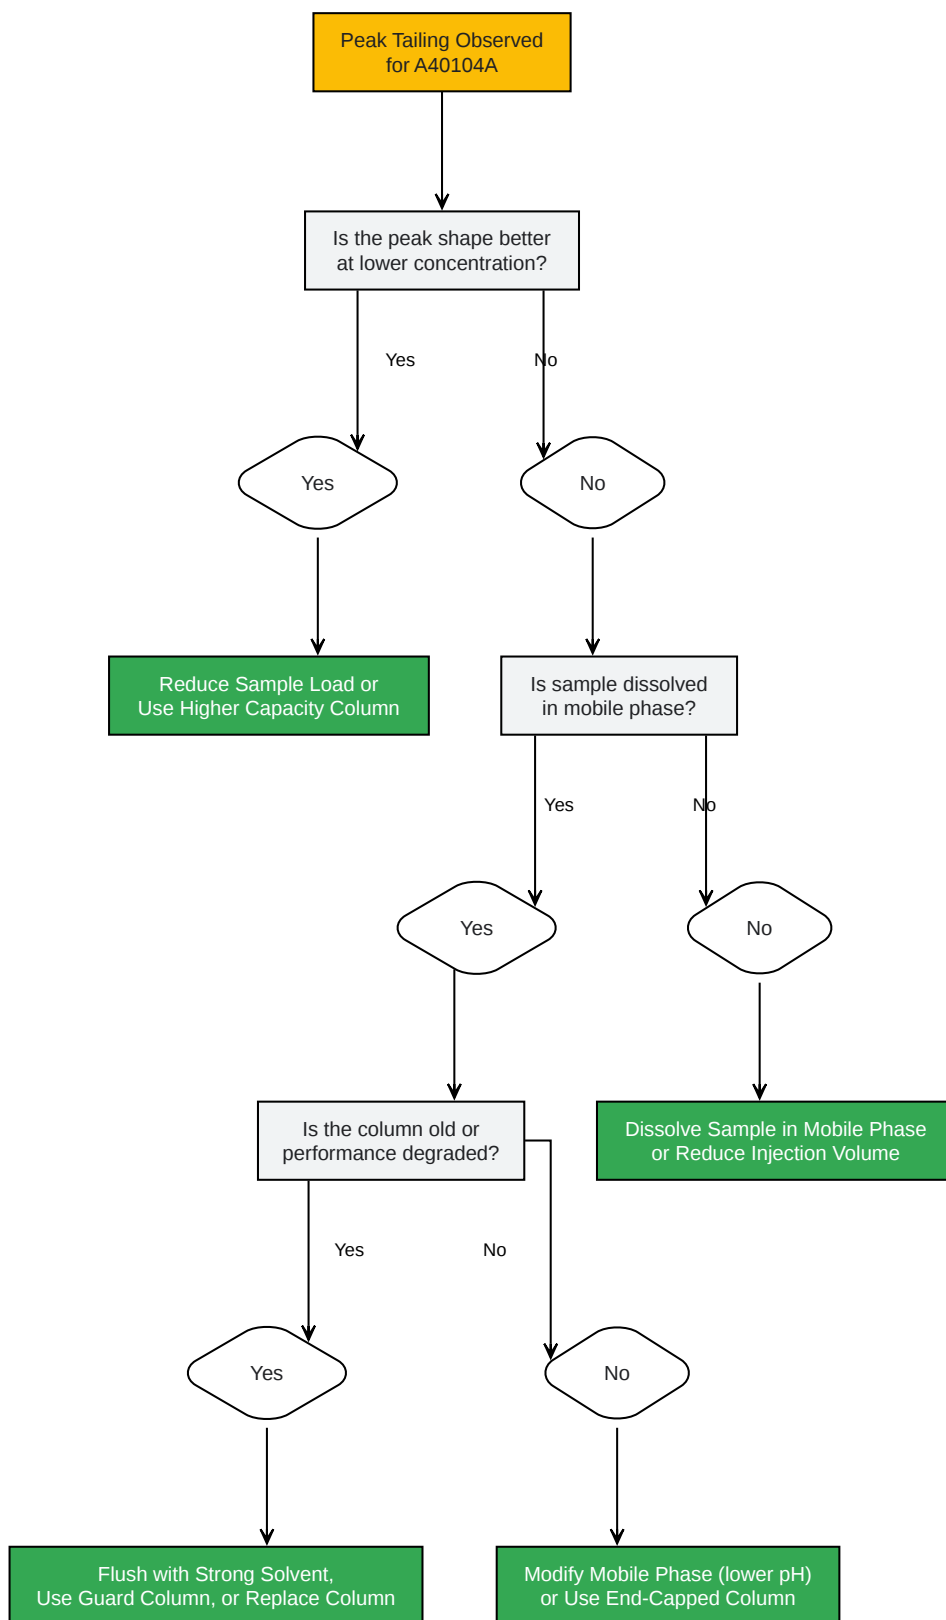 Peak Tailing Observed
for A40104A
Is the peak shape better
at lower concentration?
Yes
No
Yes
No
Reduce Sample Load or
Use Higher Capacity Column
Is sample dissolved
in mobile phase?
Yes
No
Yes
No
Is the column old or
performance degraded?
Dissolve Sample in Mobile Phase
or Reduce Injection Volume
Yes
No
Yes
No
Flush with Strong Solvent,
Use Guard Column, or Replace Column
Modify Mobile Phase (lower pH)
or Use End-Capped Column